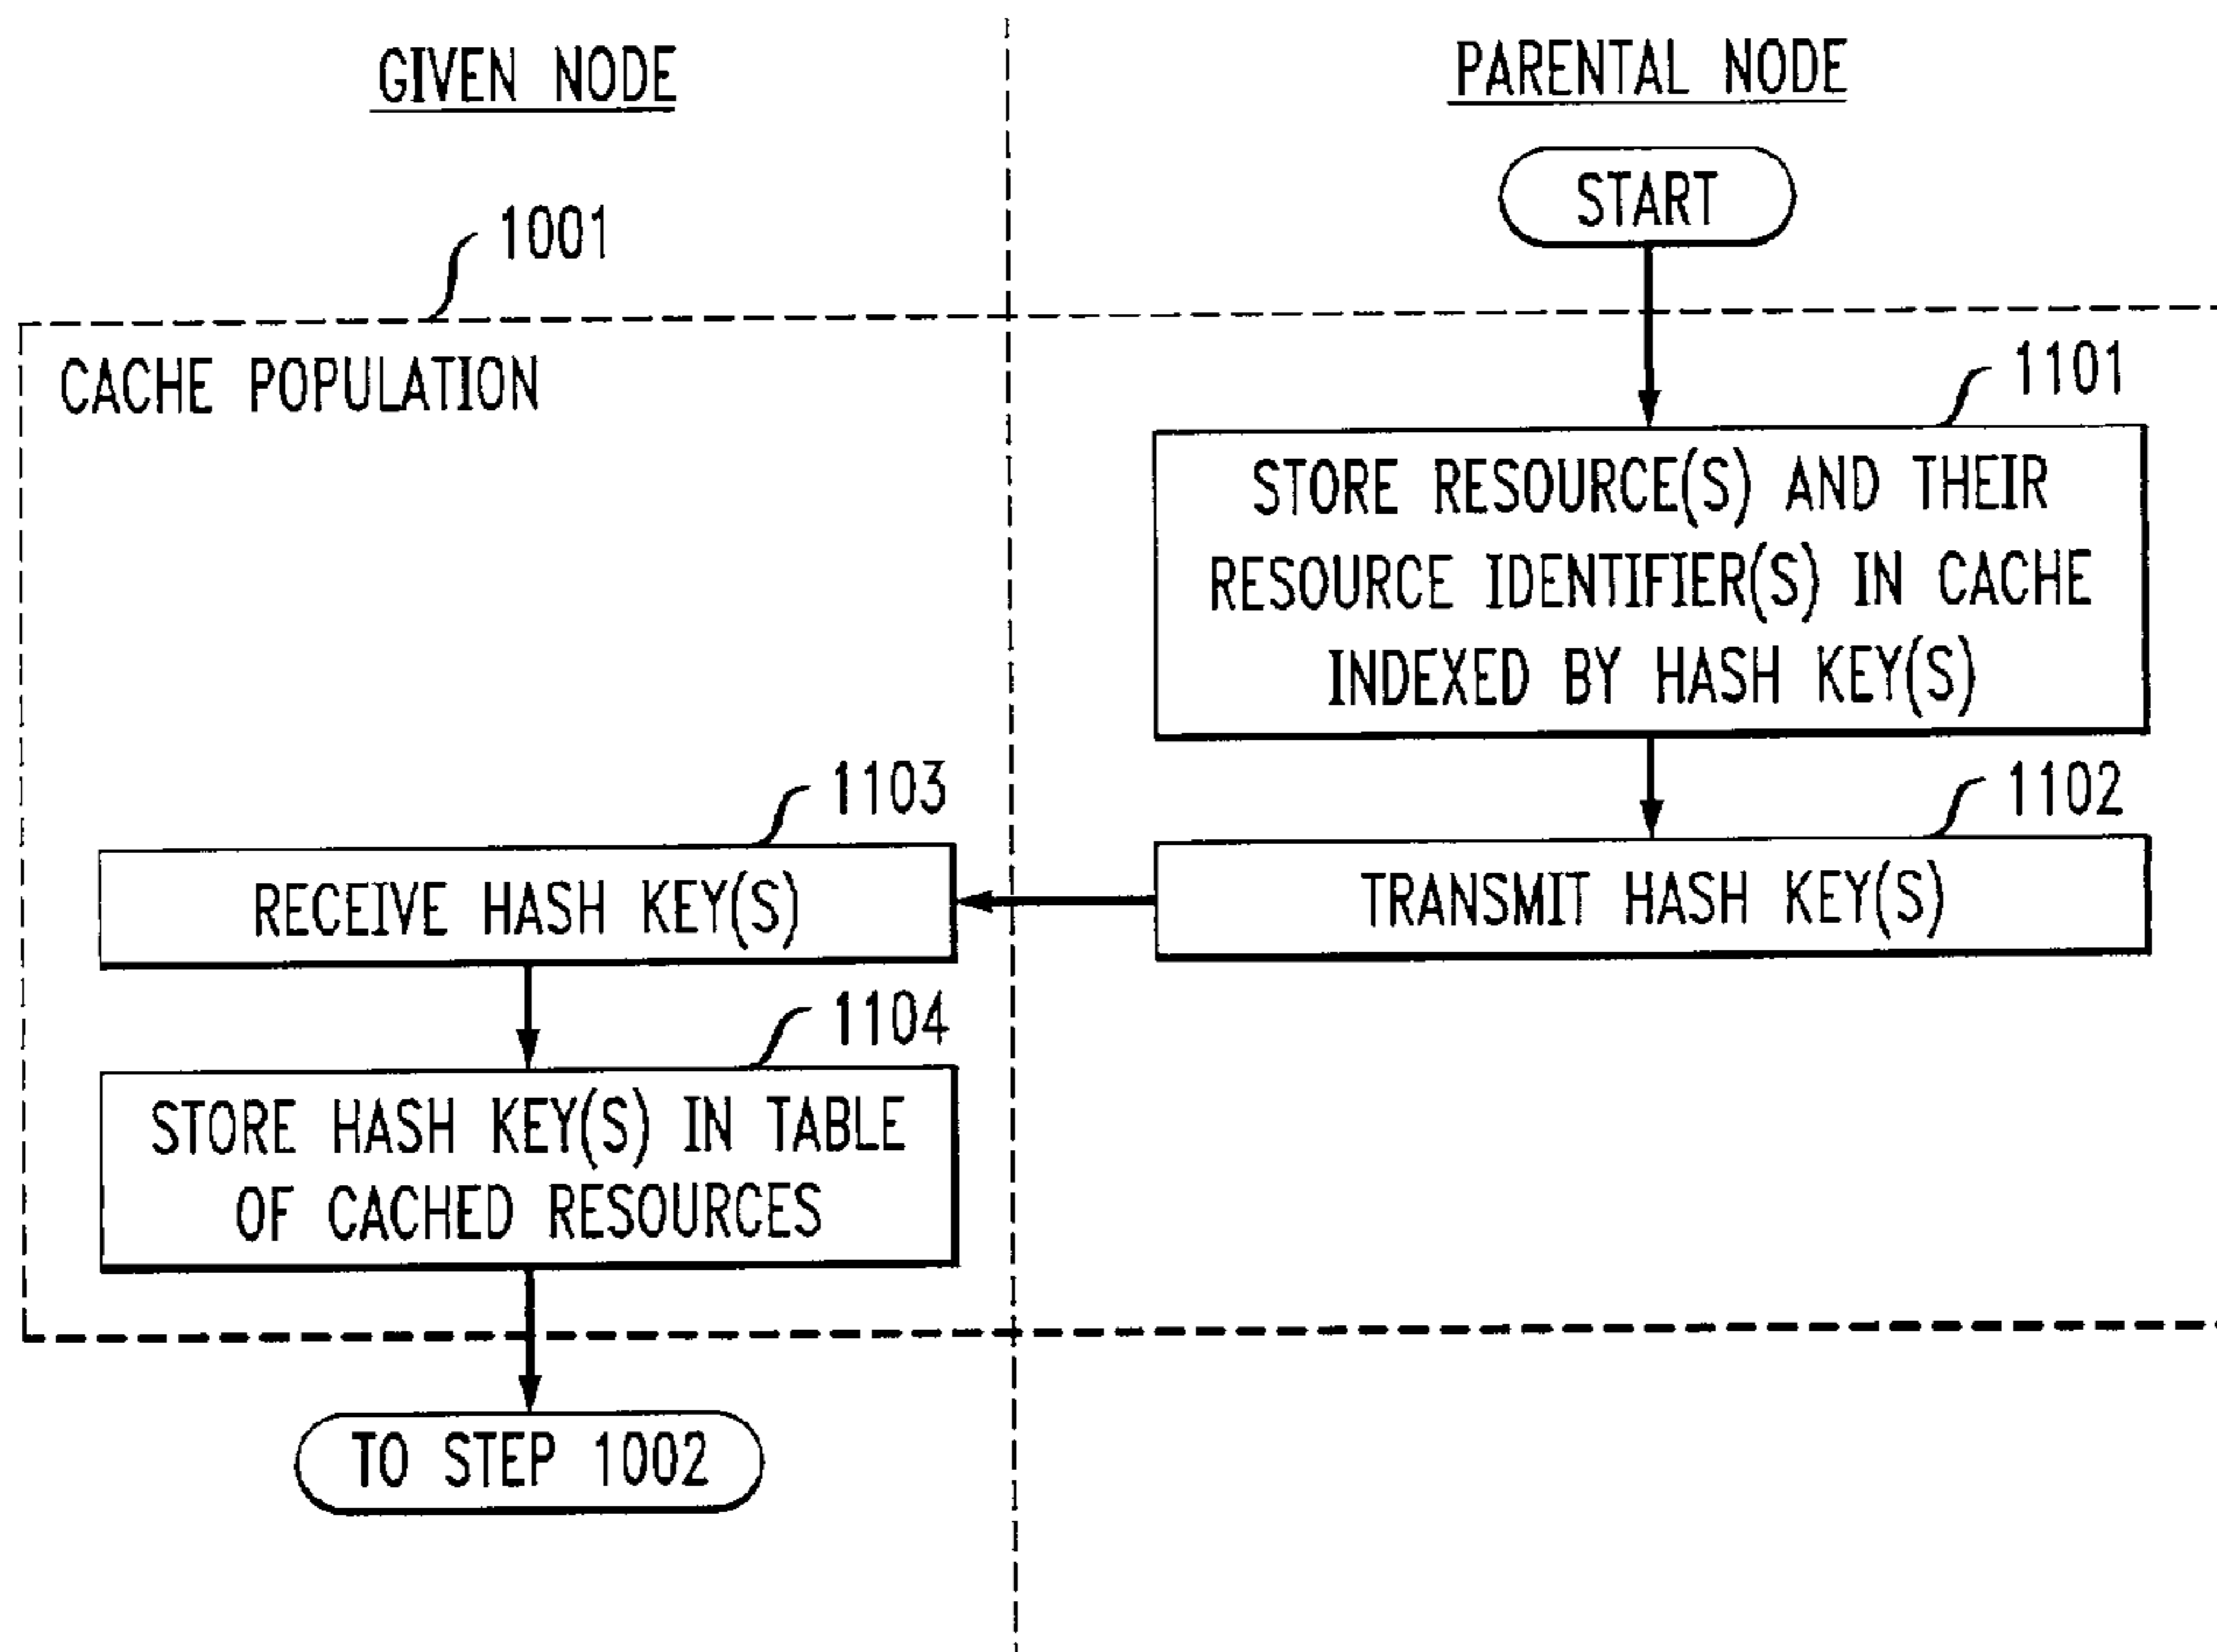 GIVEN NODE
PARENTAL NODE
START
1001
CACHE POPULATION
1101
STORE RESOURCE(S) AND THEIR
RESOURCE IDENTIFIER(S) IN CACHE
INDEXED BY HASH KEY(S)
1102
TRANSMIT HASH KEY(S)
1103
RECEIVE HASH KEY(S)
1104
STORE HASH KEY(S) IN TABLE
OF CACHED RESOURCES
TO STEP 1002